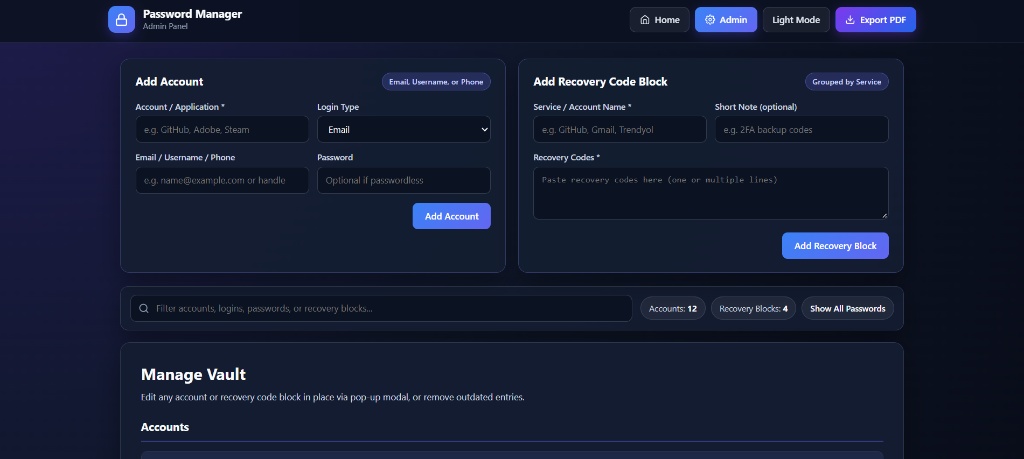 Password Manager
Admin Panel
Home
Admin
Light Mode
Export PDF
Add Account
Email, Username, or Phone
Account / Application *
Login Type
e.g. GitHub, Adobe, Steam
Email
Email / Username / Phone
Password
e.g. name@example.com or handle
Optional if passwordless
Add Account
Add Recovery Code Block
Grouped by Service
Service / Account Name *
Short Note (optional)
e.g. GitHub, Gmail, Trendyol
e.g. 2FA backup codes
Recovery Codes *
Paste recovery codes here (one or multiple lines)
Add Recovery Block
Filter accounts, logins, passwords, or recovery blocks...
Accounts: 12
Recovery Blocks: 4
Show All Passwords
Manage Vault
Edit any account or recovery code block in place via pop-up modal, or remove outdated entries.
Accounts